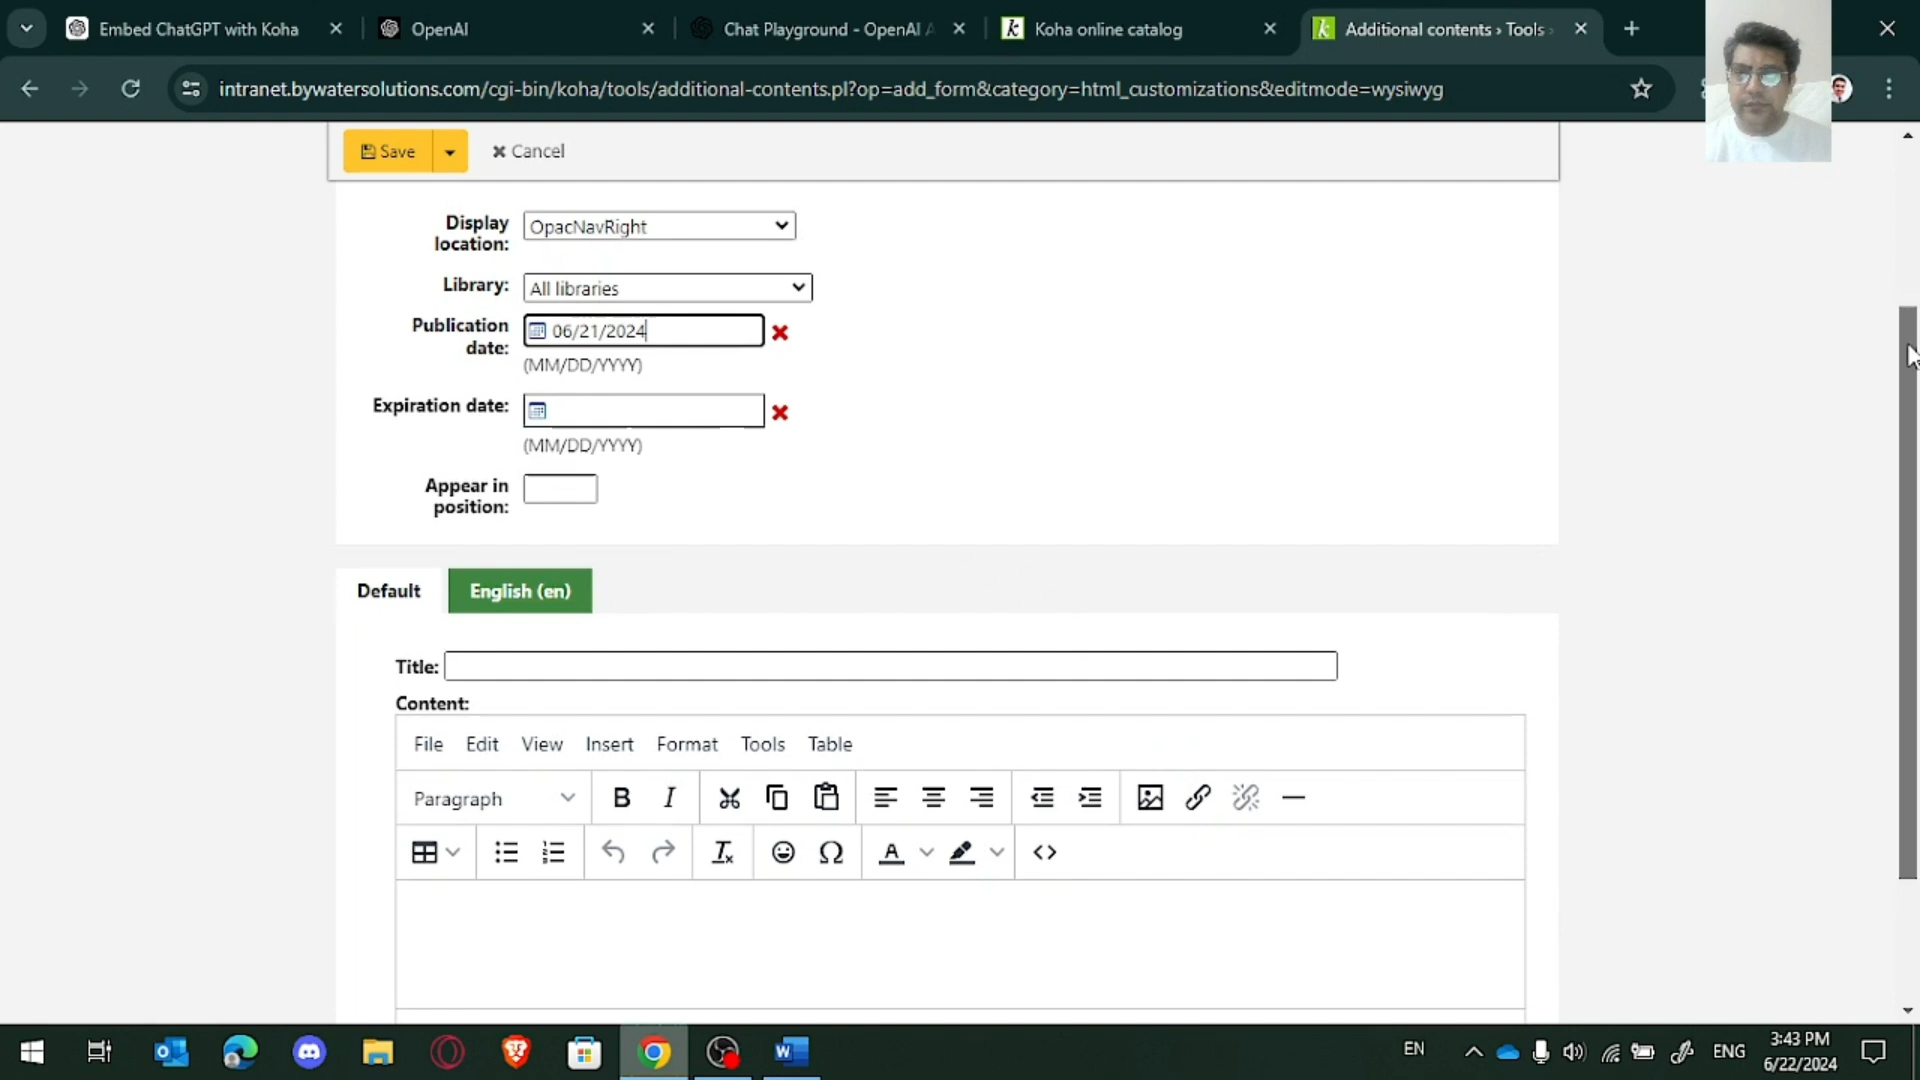 Embed ChatGPT with Koha
OpenAI
Chat Playground - OpenAI A
Koha online catalog
Additional contents › Tools ›
intranet.bywatersolutions.com/cgi-bin/koha/tools/additional-contents.pl?op=add_form&category=html_customizations&editmode=wysiwyg
Save
Cancel
Display location:
OpacNavRight
Library:
All libraries
Publication date:
06/21/2024
(MM/DD/YYYY)
Expiration date:
(MM/DD/YYYY)
Appear in position:
Default
English (en)
Title:
Content:
File Edit View Insert Format Tools Table
Paragraph
EN
ENG
3:43 PM
6/22/2024